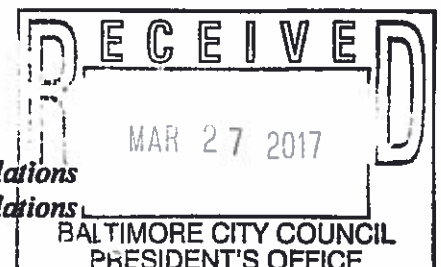 RECEIVED
MAR 27 2017
lations
lations
BALTIMORE CITY COUNCIL
PRESIDENT'S OFFICE